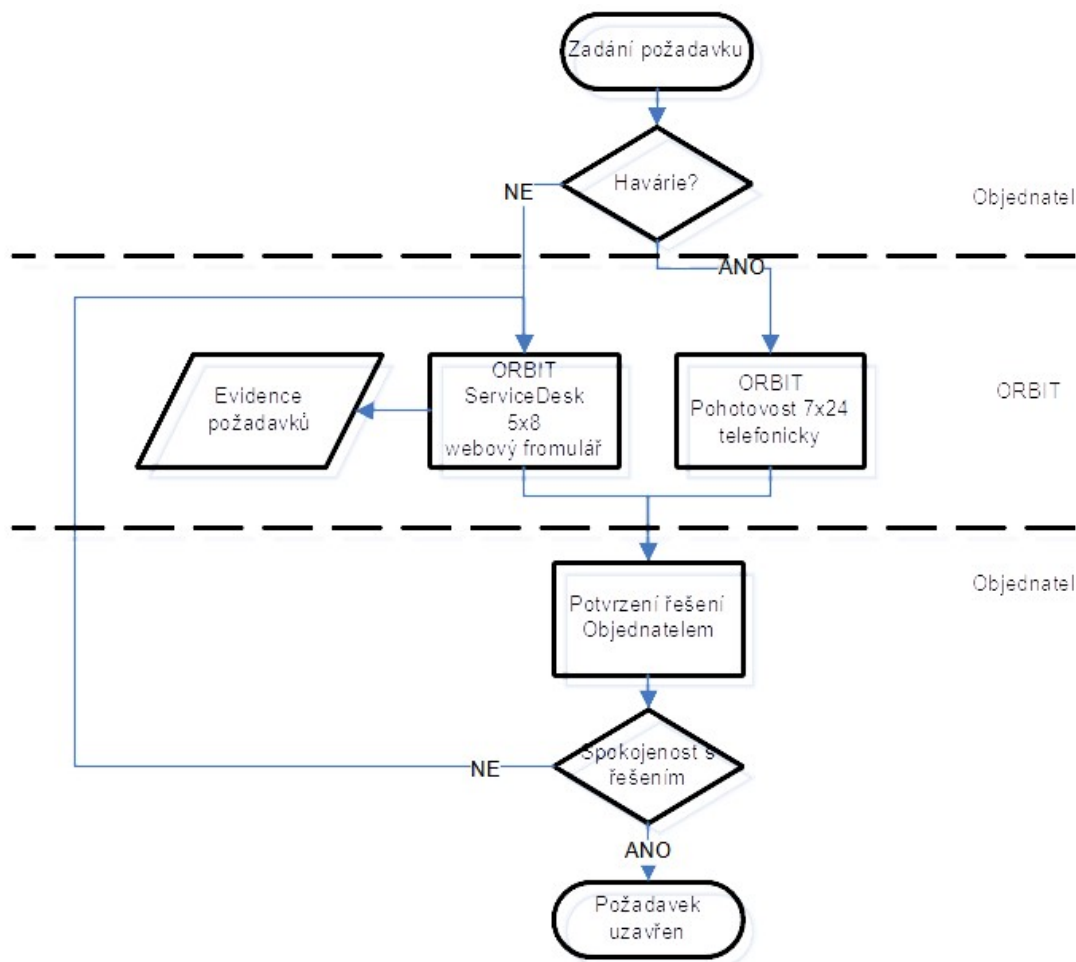 Zadání požadavku
Havárie?
NE
Objednatel
ANO
Evidence
požadavků
ORBIT
ServiceDesk
5x8
webový fromulář
ORBIT
Pohotovost 7x24
telefonicky
ORBIT
Objednatel
Potvrzení řešení
Objednatelem
Spokojenost s
řešením
NE
ANO
Požadavek
uzavřen